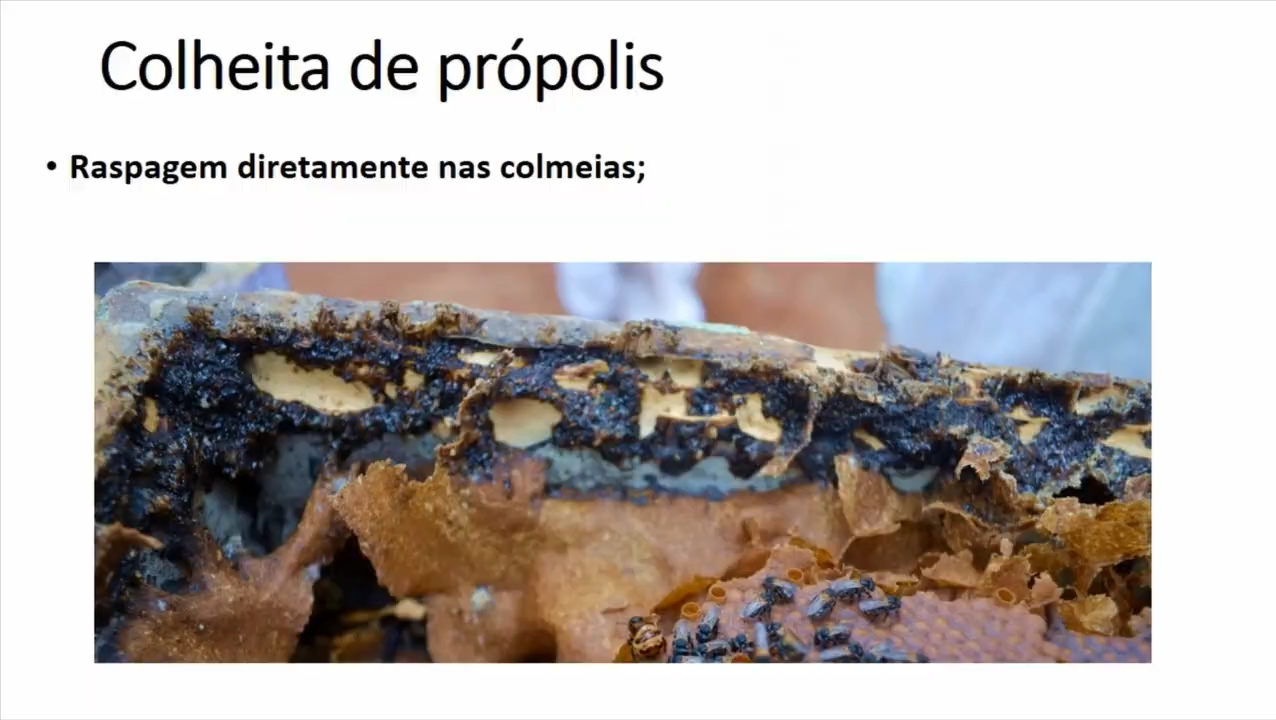 Colheita de própolis
• Raspagem diretamente nas colmeias;